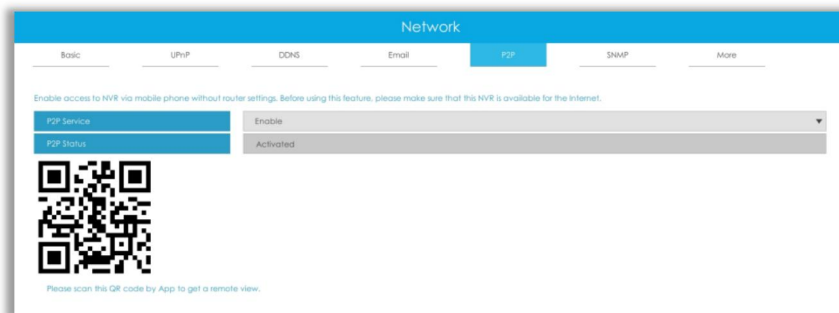 Network
Basic UPnP DDNS Email P2P SNMP More
Enable access to NVR via mobile phone without router settings. Before using this feature, please make sure that this NVR is available for the Internet.
P2P Service Enable
P2P Status Activated
Please scan this QR code by App to get a remote view.